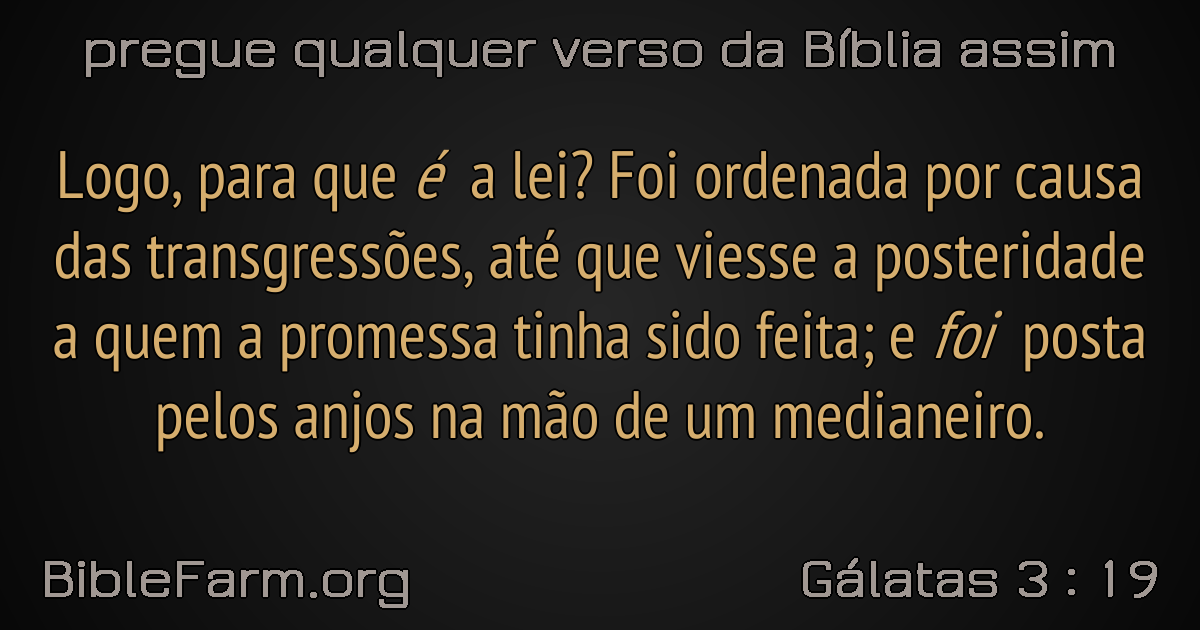 pregue qualquer verso da Bíblia assim
Logo, para que é a lei? Foi ordenada por causa
das transgressões, até que viesse a posteridade
a quem a promessa tinha sido feita; e foi posta
pelos anjos na mão de um medianeiro.
BibleFarm.org
Gálatas 3 : 19